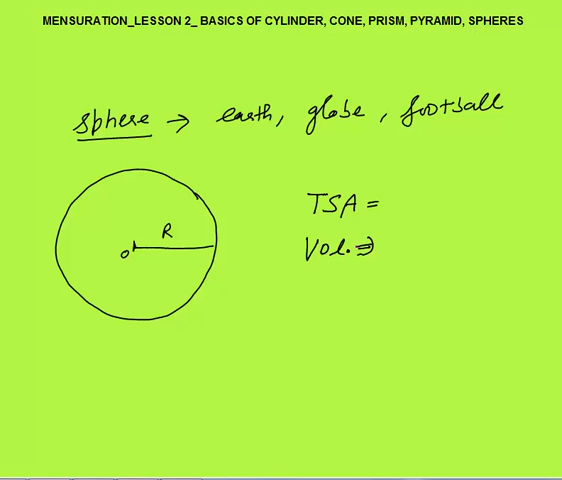 MENSURATION_LESSON 2_ BASICS OF CYLINDER, CONE, PRISM, PYRAMID, SPHERES
Sphere → earth, globe, football
TSA =
R
O
Vol. ⇒